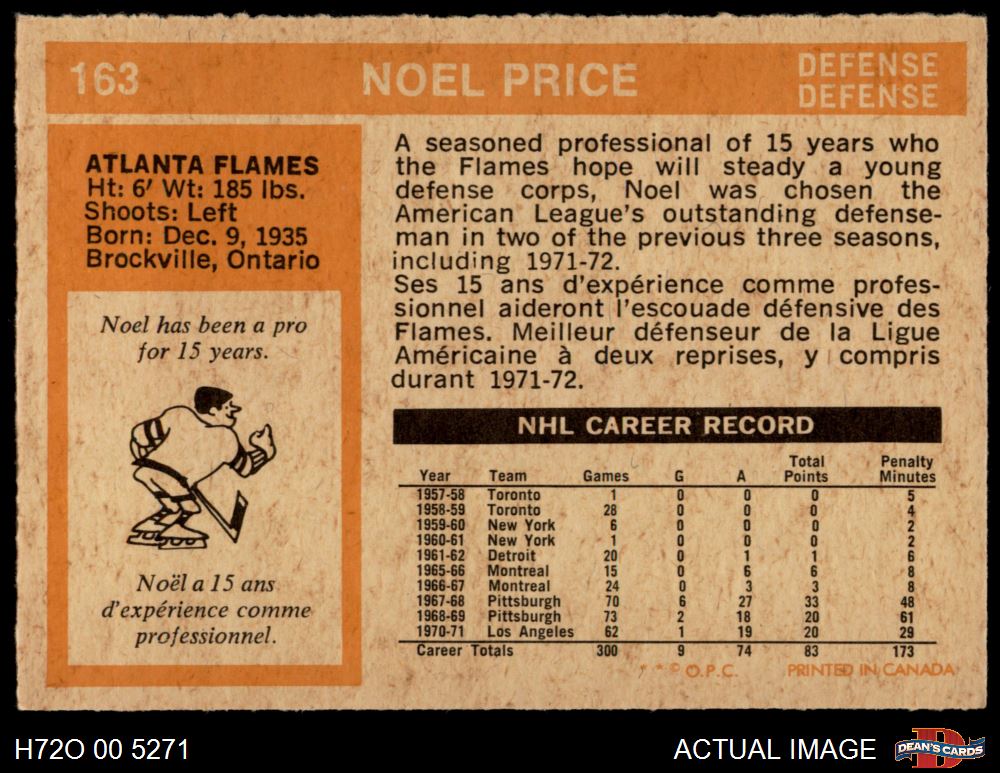 163
NOEL PRICE
DEFENSE
DEFENSE
ATLANTA FLAMES
Ht: 6' Wt: 185 lbs.
Shoots: Left
Born: Dec. 9, 1935
Brockville, Ontario
Noel has been a pro
for 15 years.
Noël a 15 ans
d'expérience comme
professionnel.
A seasoned professional of 15 years who
the Flames hope will steady a young
defense corps, Noel was chosen the
American League's outstanding defense-
man in two of the previous three seasons,
including 1971-72.
Ses 15 ans d'expérience comme profes-
sionnel aideront l'escouade défensive des
Flames. Meilleur défenseur de la Ligue
Américaine à deux reprises, y compris
durant 1971-72.
NHL CAREER RECORD
Year Team Games G A Total Points Penalty Minutes
1957-58 Toronto 1 0 0 0 5
1958-59 Toronto 28 0 0 0 4
1959-60 New York 6 0 0 0 2
1960-61 New York 1 0 0 0 2
1961-62 Detroit 20 0 1 1 6
1965-66 Montreal 15 0 6 6 8
1966-67 Montreal 24 0 3 3 8
1967-68 Pittsburgh 70 6 27 33 48
1968-69 Pittsburgh 73 2 18 20 61
1970-71 Los Angeles 62 1 19 20 29
Career Totals 300 9 74 83 173
* * © O.P.C. PRINTED IN CANADA
H72O 00 5271
ACTUAL IMAGE
DEAN'S CARDS